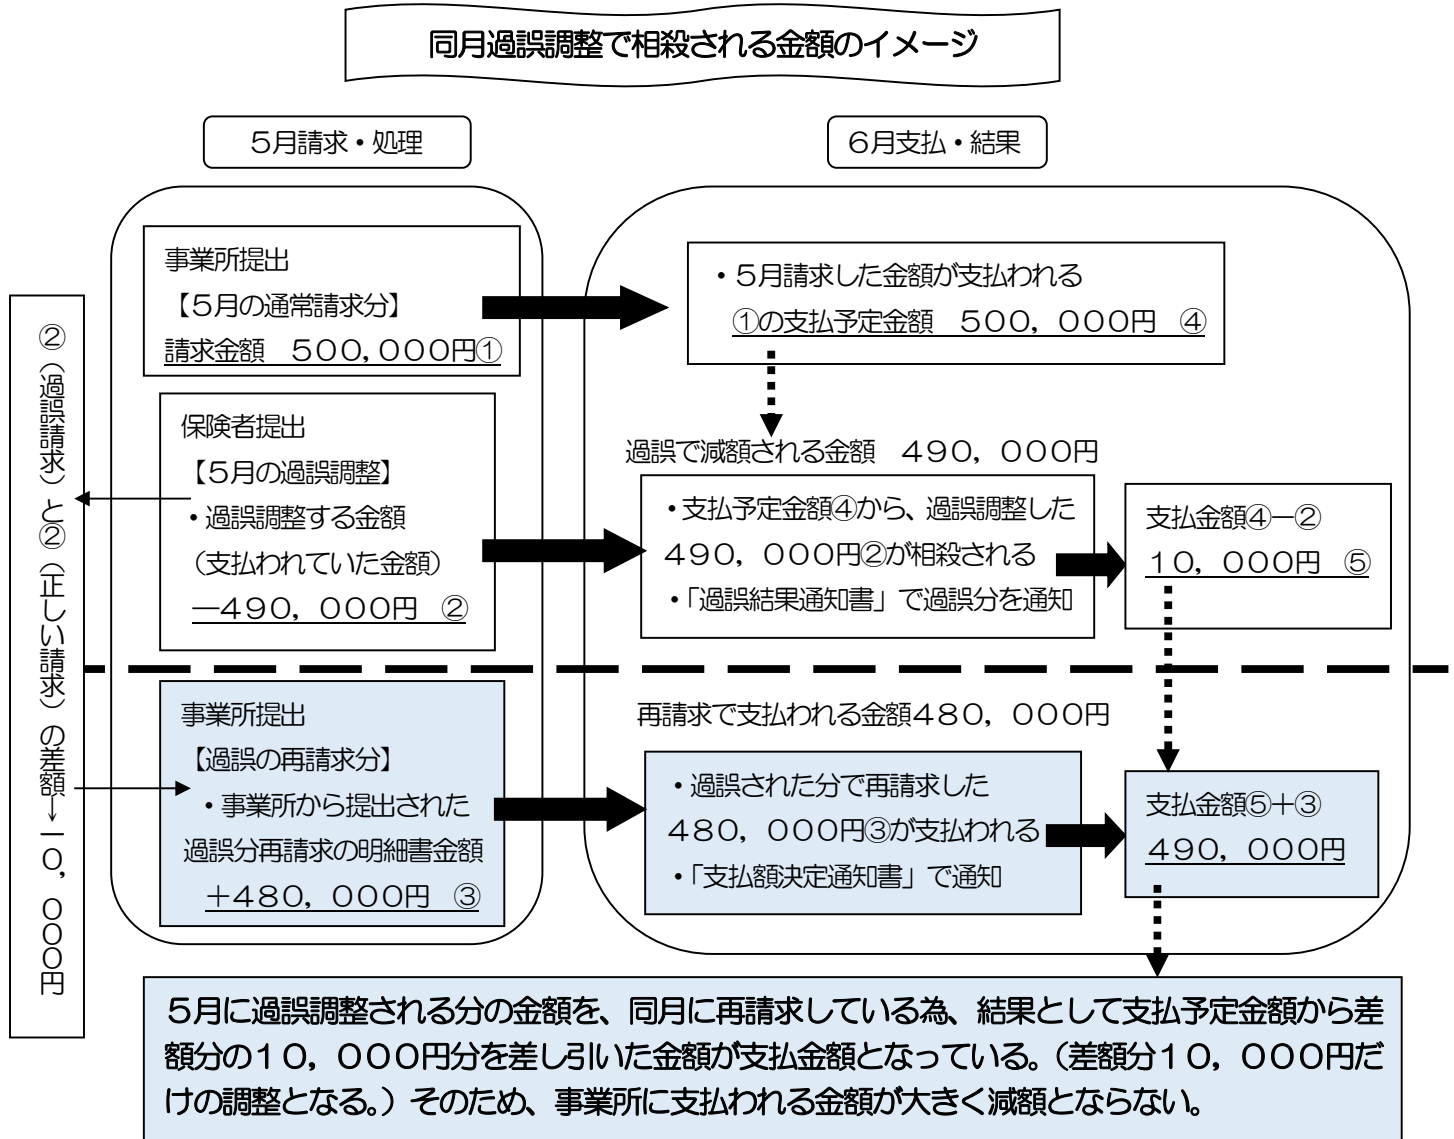 同月過誤調整で相殺される金額のイメージ
５月請求・処理
６月支払・結果
事業所提出
【５月の通常請求分】
請求金額　５００，０００円①
・５月請求した金額が支払われる
①の支払予定金額　５００，０００円　④
②（過誤請求）と②（正しい請求）の差額→１０，０００円
保険者提出
【５月の過誤調整】
・過誤調整する金額
（支払われていた金額）
―４９０，０００円　②
過誤で減額される金額　４９０，０００円
・支払予定金額④から、過誤調整した
４９０，０００円②が相殺される
・「過誤結果通知書」で過誤分を通知
支払金額④－②
１０，０００円　⑤
事業所提出
【過誤の再請求分】
・事業所から提出された
過誤分再請求の明細書金額
＋４８０，０００円　③
再請求で支払われる金額４８０，０００円
・過誤された分で再請求した
４８０，０００円③が支払われる
・「支払額決定通知書」で通知
支払金額⑤＋③
４９０，０００円
５月に過誤調整される分の金額を、同月に再請求している為、結果として支払予定金額から差
額分の１０，０００円分を差し引いた金額が支払金額となっている。（差額分１０，０００円だ
けの調整となる。）そのため、事業所に支払われる金額が大きく減額とならない。